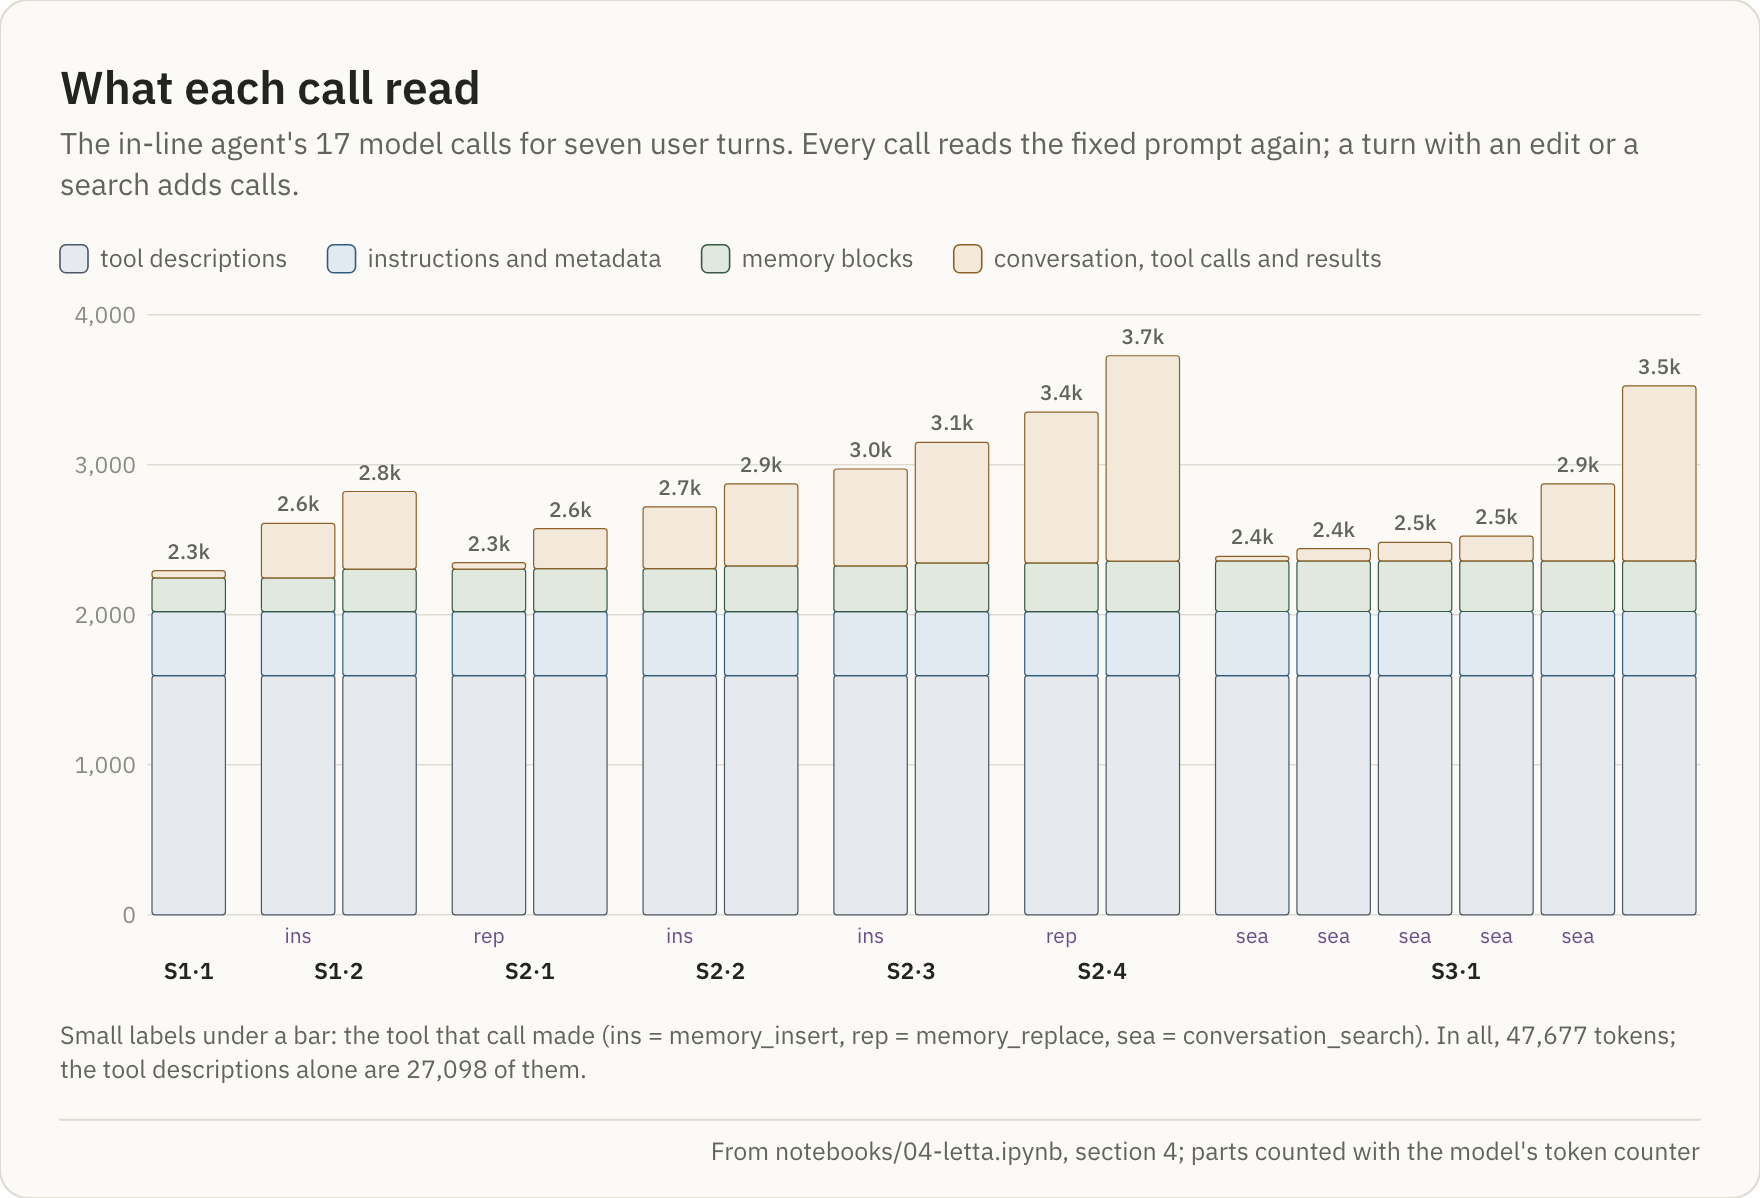 What each call read
The in-line agent's 17 model calls for seven user turns. Every call reads the fixed prompt again; a turn with an edit or a
search adds calls.
tool descriptions
instructions and metadata
memory blocks
conversation, tool calls and results
4,000
3,000
2,000
1,000
0
2.3k
2.6k
2.8k
2.3k
2.6k
2.7k
2.9k
3.0k
3.1k
3.4k
3.7k
2.4k
2.4k
2.5k
2.5k
2.9k
3.5k
ins
rep
ins
ins
rep
sea
sea
sea
sea
sea
S1·1
S1·2
S2·1
S2·2
S2·3
S2·4
S3·1
Small labels under a bar: the tool that call made (ins = memory_insert, rep = memory_replace, sea = conversation_search). In all, 47,677 tokens;
the tool descriptions alone are 27,098 of them.
From notebooks/04-letta.ipynb, section 4; parts counted with the model's token counter